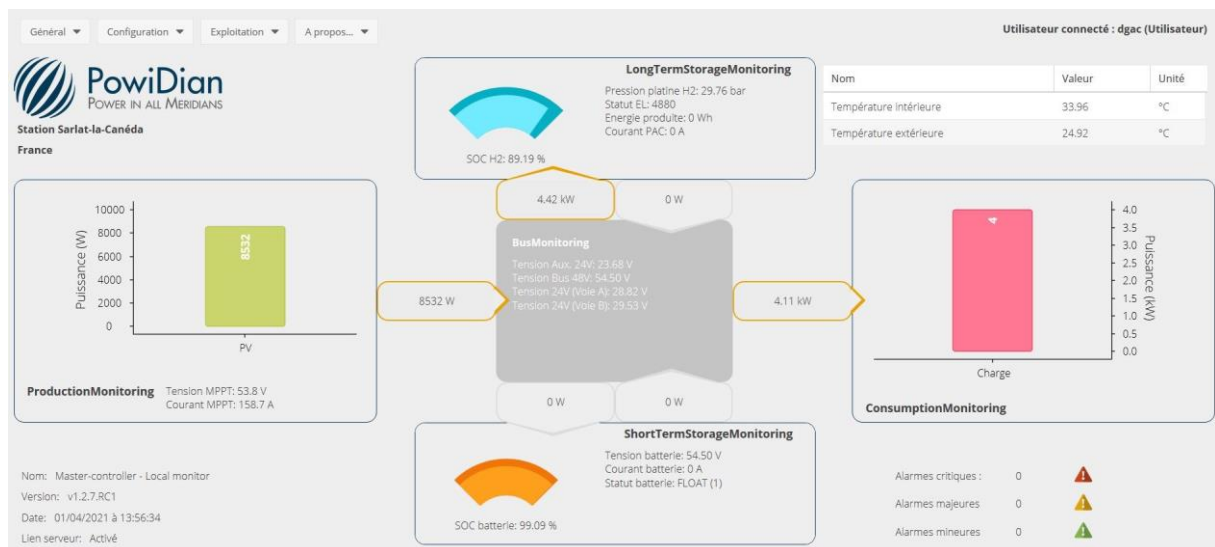 Général Configuration Exploitation A propos...
Utilisateur connecté : dgac (Utilisateur)
PowiDian
POWER IN ALL MERIDIANS
Station Sarlat-la-Canéda
France
LongTermStorageMonitoring
Pression platine H2: 29.76 bar
Statut EL: 4880
Energie produite: 0 Wh
Courant PAC: 0 A
SOC H2: 89.19 %
Nom Valeur Unité
Température intérieure 33.96 °C
Température extérieure 24.92 °C
4.42 kW 0 W
Puissance (W)
10000
8000
6000
4000
2000
0
8532
PV
ProductionMonitoring
Tension MPPT: 53.8 V
Courant MPPT: 158.7 A
8532 W
BusMonitoring
Tension Aux. 24V: 23.68 V
Tension Bus 48V: 54.50 V
Tension 24V (Voie A): 28.82 V
Tension 24V (Voie B): 29.53 V
4.11 kW
4
4.0
3.5
3.0
2.5
2.0
1.5
1.0
0.5
0.0
Puissance (kW)
Charge
ConsumptionMonitoring
0 W 0 W
ShortTermStorageMonitoring
Tension batterie: 54.50 V
Courant batterie: 0 A
Statut batterie: FLOAT (1)
SOC batterie: 99.09 %
Nom: Master-controller - Local monitor
Version: v1.2.7.RC1
Date: 01/04/2021 à 13:56:34
Lien serveur: Activé
Alarmes critiques : 0
Alarmes majeures 0
Alarmes mineures 0